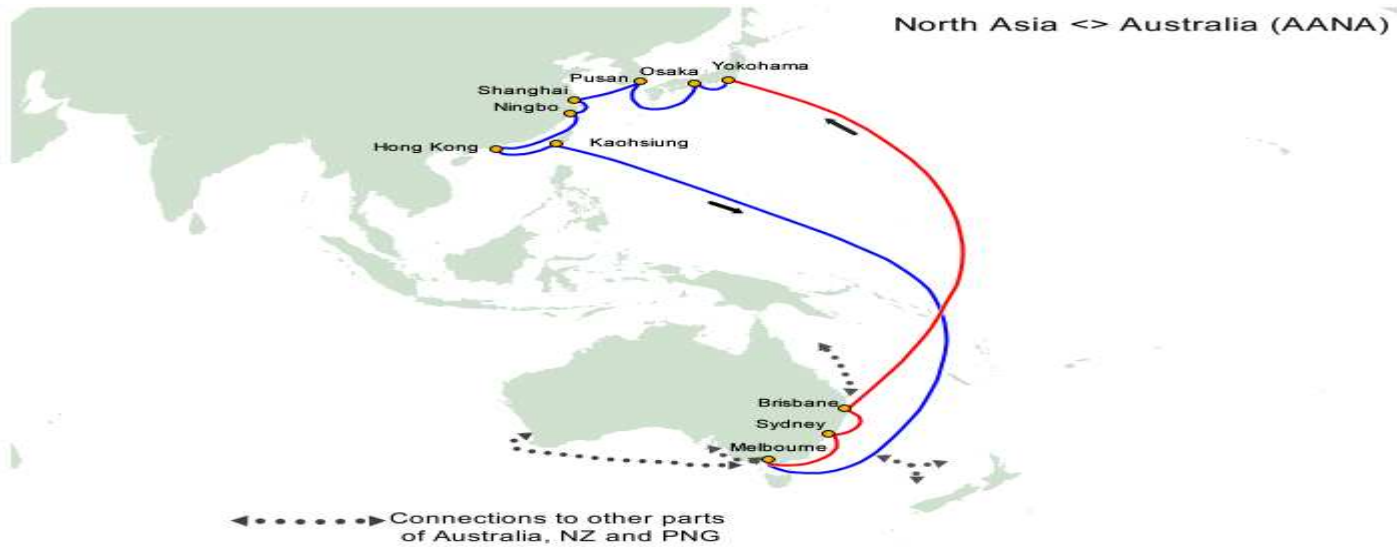 North Asia <> Australia (AANA)
Yokohama
Osaka
Pusan
Shanghai
Ningbo
Hong Kong
Kaohsiung
Brisbane
Sydney
Melbourne
Connections to other parts
of Australia, NZ and PNG